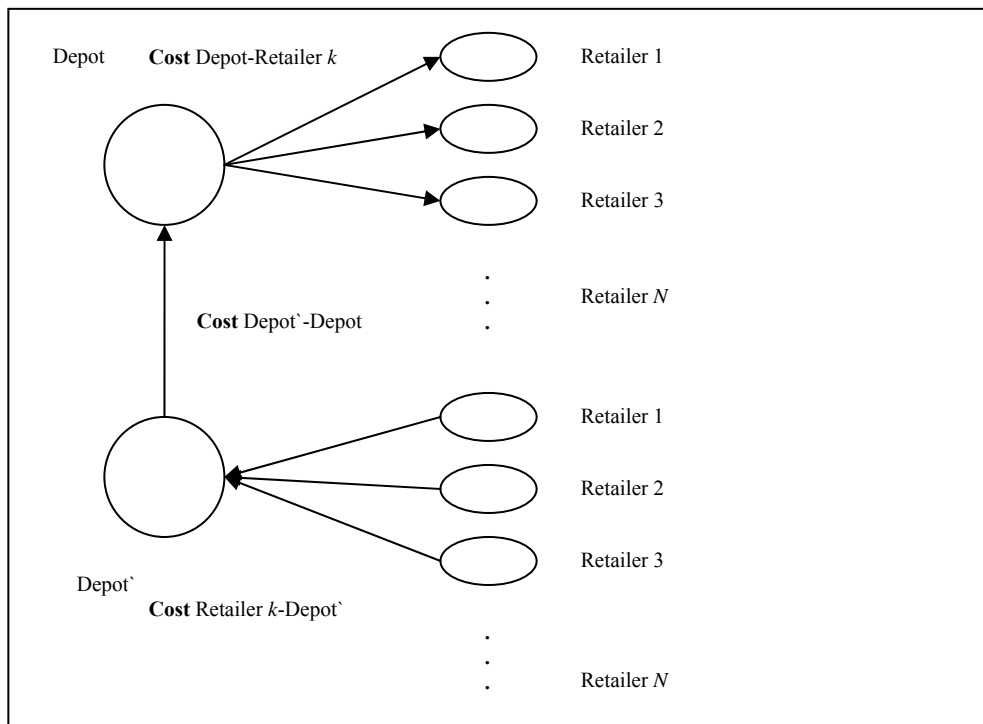 Depot
Cost Depot-Retailer k
Retailer 1
Retailer 2
Retailer 3
.
.
.
Retailer N
Cost Depot`-Depot
Retailer 1
Retailer 2
Retailer 3
Depot`
Cost Retailer k-Depot`
.
.
.
Retailer N